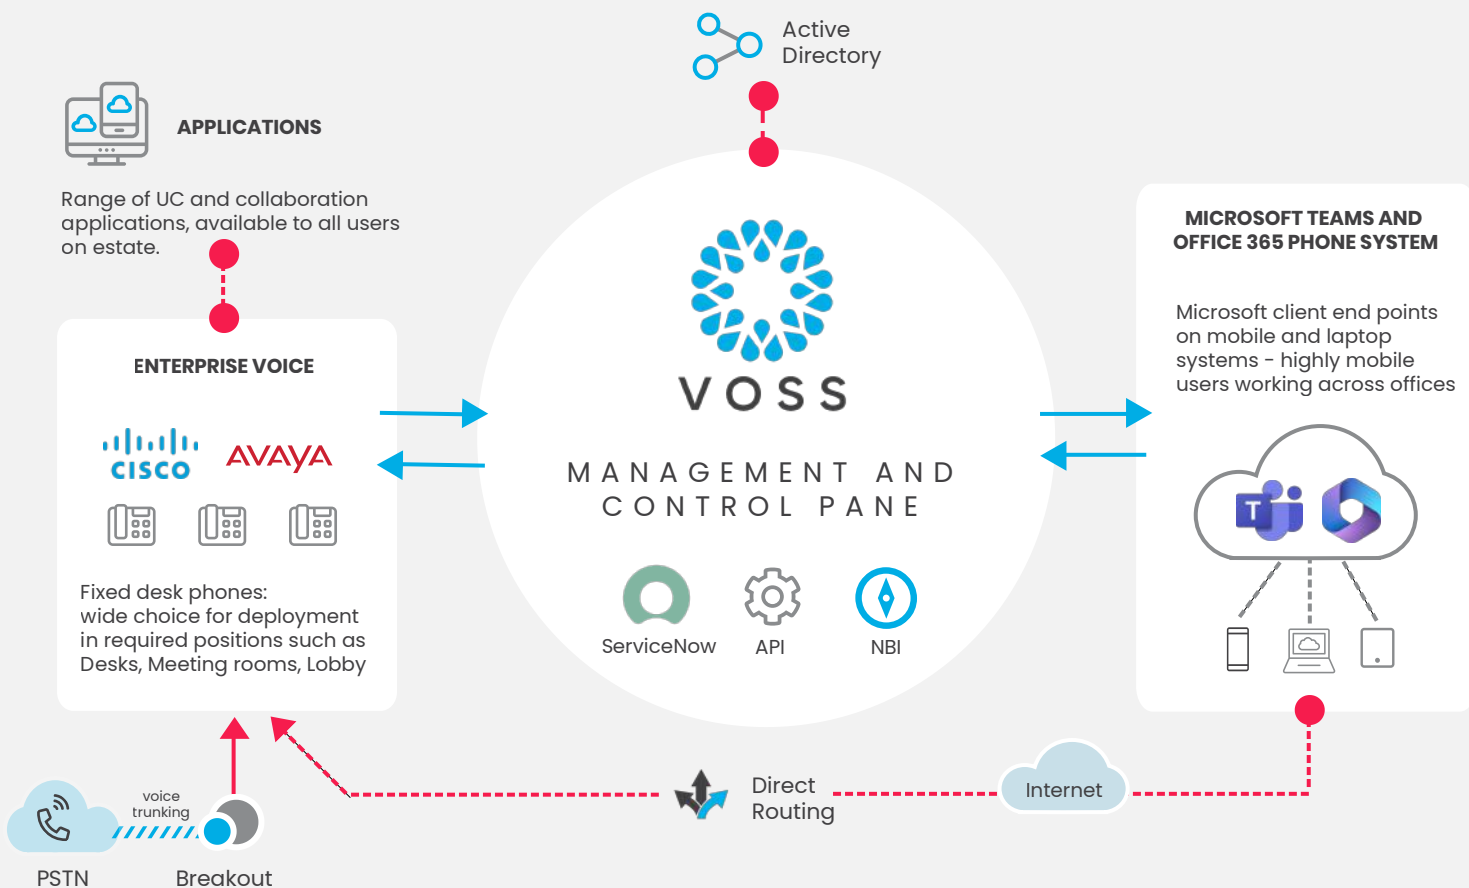 Active
Directory
APPLICATIONS
Range of UC and collaboration
applications, available to all users
on estate.
ENTERPRISE VOICE
CISCO
AVAYA
Fixed desk phones:
wide choice for deployment
in required positions such as
Desks, Meeting rooms, Lobby
VOSS
MANAGEMENT AND
CONTROL PANE
ServiceNow
API
NBI
MICROSOFT TEAMS AND
OFFICE 365 PHONE SYSTEM
Microsoft client end points
on mobile and laptop
systems - highly mobile
users working across offices
T
voice
trunking
PSTN
Breakout
Direct
Routing
Internet